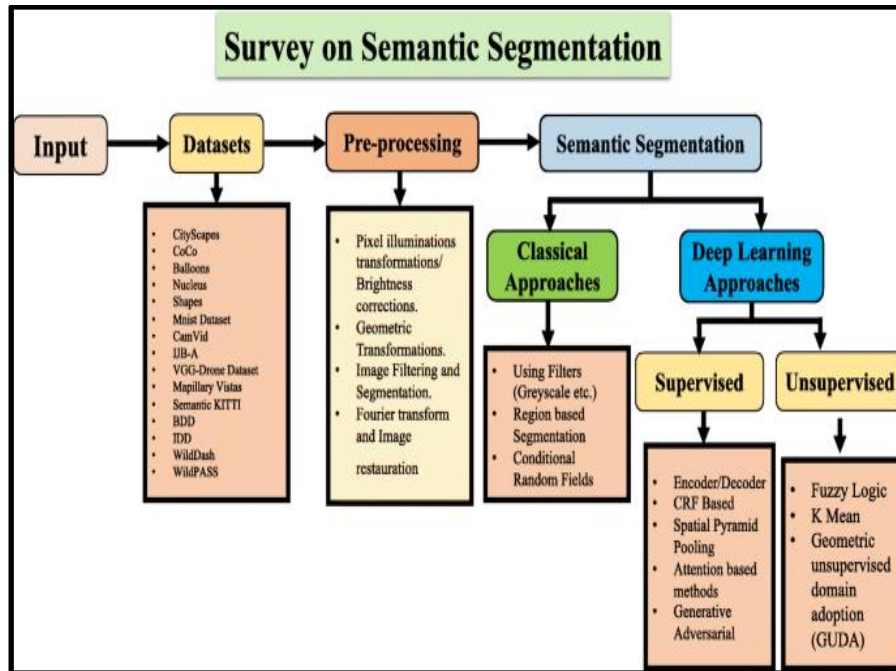 Survey on Semantic Segmentation
Input
Datasets
Pre-processing
Semantic Segmentation
• CityScapes
• CoCo
• Balloons
• Nucleus
• Shapes
• Mnist Dataset
• CamVid
• IJB-A
• VGG-Drone Dataset
• Mapillary Vistas
• Semantic KITTI
• BDD
• IDD
• WildDash
• WildPASS
• Pixel illuminations
transformations/
Brightness
corrections.
• Geometric
Transformations.
• Image Filtering and
Segmentation.
• Fourier transform
and Image
restauration
Classical
Approaches
• Using Filters
(Greyscale etc.)
• Region based
Segmentation
• Conditional
Random Fields
Deep Learning
Approaches
Supervised
• Encoder/Decoder
• CRF Based
• Spatial Pyramid
Pooling
• Attention based
methods
• Generative
Adversarial
Unsupervised
• Fuzzy Logic
• K Mean
• Geometric
unsupervised
domain
adoption
(GUDA)